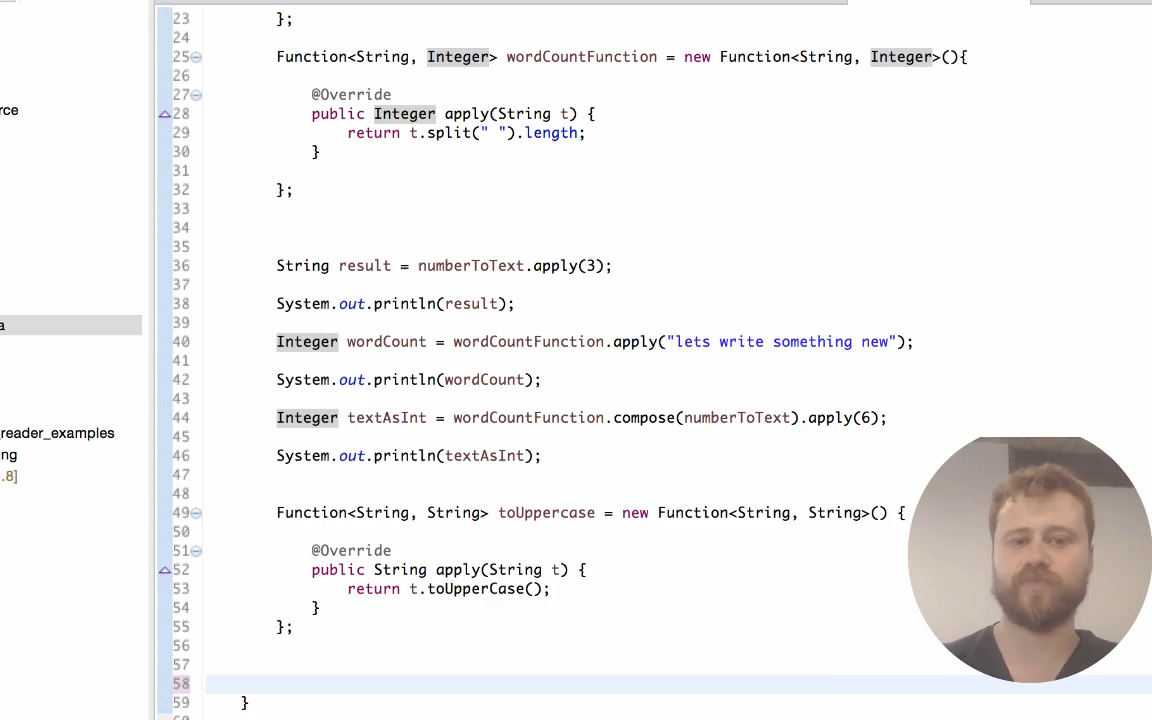 23 };
24
25 Function<String, Integer> wordCountFunction = new Function<String, Integer>(){
26
27 @Override
rce
28 public Integer apply(String t) {
29 return t.split(" ").length;
30 }
31
32 };
33
34
35
36 String result = numberToText.apply(3);
37
38 System.out.println(result);
a
39
40 Integer wordCount = wordCountFunction.apply("lets write something new");
41
42 System.out.println(wordCount);
43
44 Integer textAsInt = wordCountFunction.compose(numberToText).apply(6);
_reader_examples
45
ng
46 System.out.println(textAsInt);
.8]
47
48
49 Function<String, String> toUppercase = new Function<String, String>() {
50
51 @Override
52 public String apply(String t) {
53 return t.toUpperCase();
54 }
55 };
56
57
58
59 }